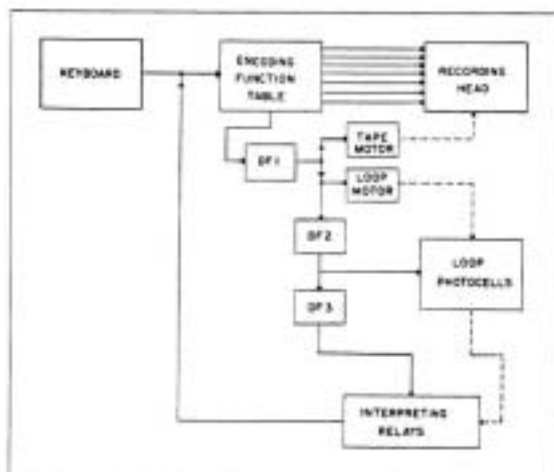 KEYBOARD
ENCODING
FUNCTION
TABLE
RECORDING
HEAD
DF1
TAPE
MOTOR
LOOP
MOTOR
DF2
LOOP
PHOTOCELLS
DF3
INTERPRETING
RELAYS